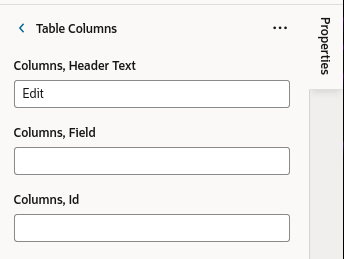 Table Columns
Properties
Columns, Header Text
Edit
Columns, Field
Columns, Id